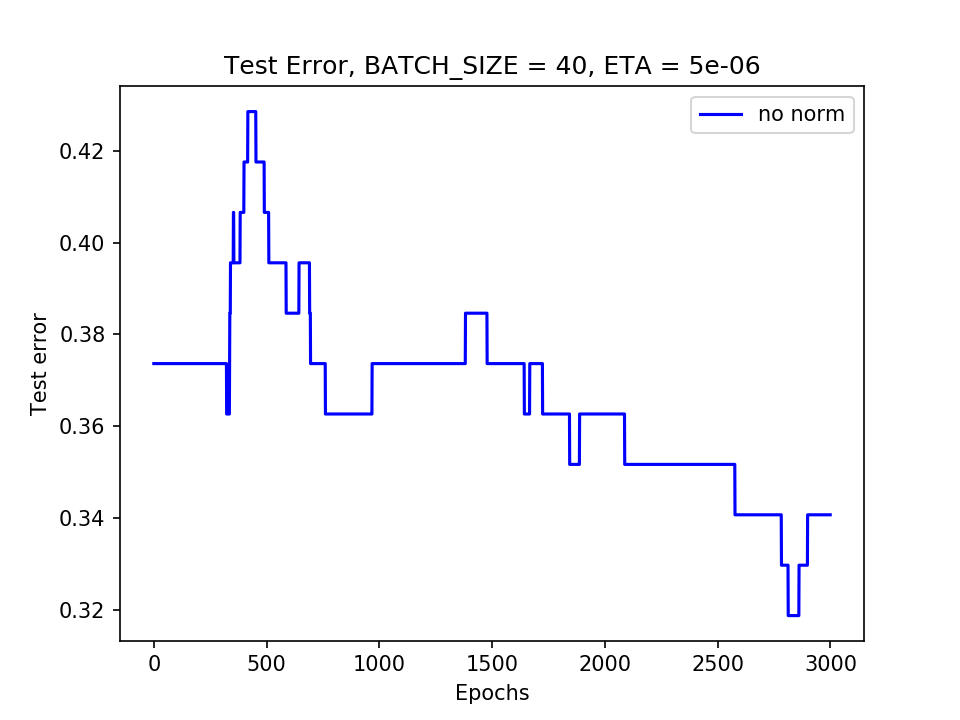 Test Error, BATCH_SIZE = 40, ETA = 5e-06
no norm
0.42
0.40
0.38
0.36
0.34
0.32
Test error
0 500 1000 1500 2000 2500 3000
Epochs